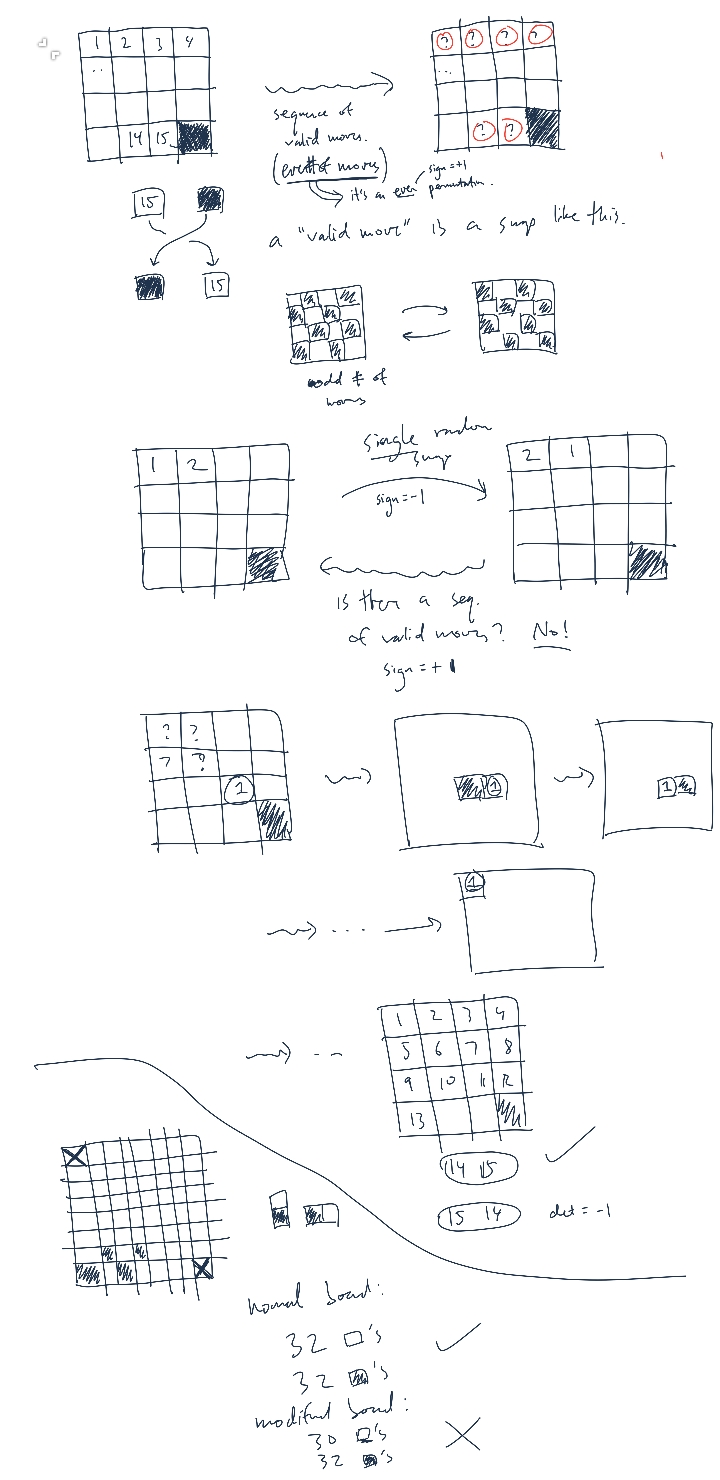 1 2 3 4
? ? ? ?
..
...
14 15
? ?
sequence of
valid moves.
(even # of moves)
sign=+1
it's an even permutation.
15
a "valid move" is a swap like this.
15
odd # of
moves
single random
swap
1 2
2 1
sign=-1
is there a seq.
of valid moves? No!
sign=+1
? ?
? ?
1
1
1
...
1
..
1 2 3 4
5 6 7 8
9 10 11 12
13
14 15
15 14 det = -1
normal board:
32 □'s
32 ■'s
modified board:
30 □'s
32 ■'s